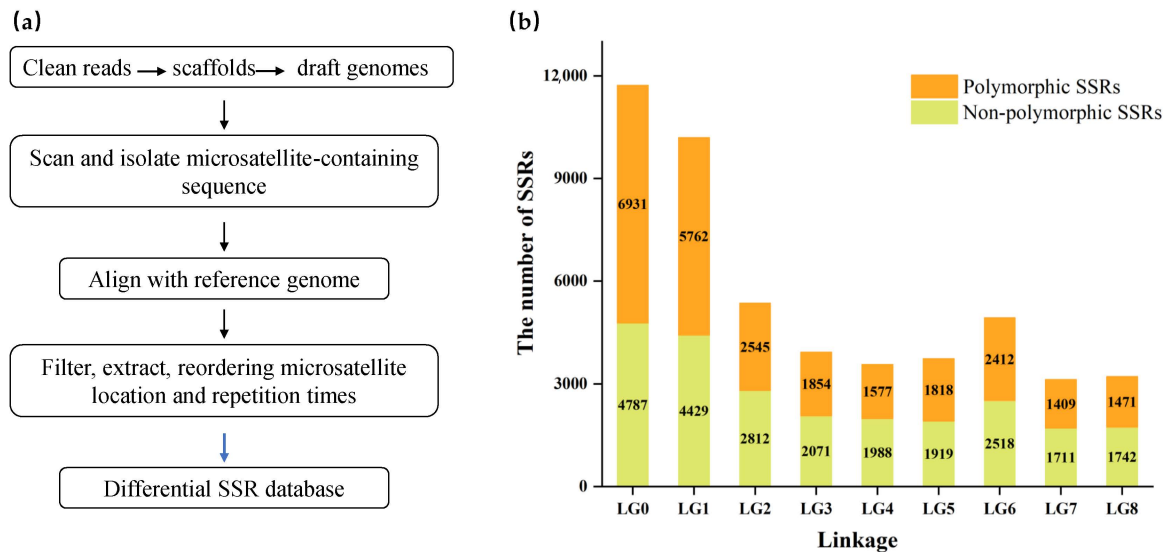 (a)
Clean reads → scaffolds → draft genomes
Scan and isolate microsatellite-containing
sequence
Align with reference genome
Filter, extract, reordering microsatellite
location and repetition times
Differential SSR database
(b)
The number of SSRs
12,000
9000
6000
3000
0
Polymorphic SSRs
Non-polymorphic SSRs
6931
4787
5762
4429
2545
2812
1854
2071
1577
1988
1818
1919
2412
2518
1409
1711
1471
1742
LG0 LG1 LG2 LG3 LG4 LG5 LG6 LG7 LG8
Linkage